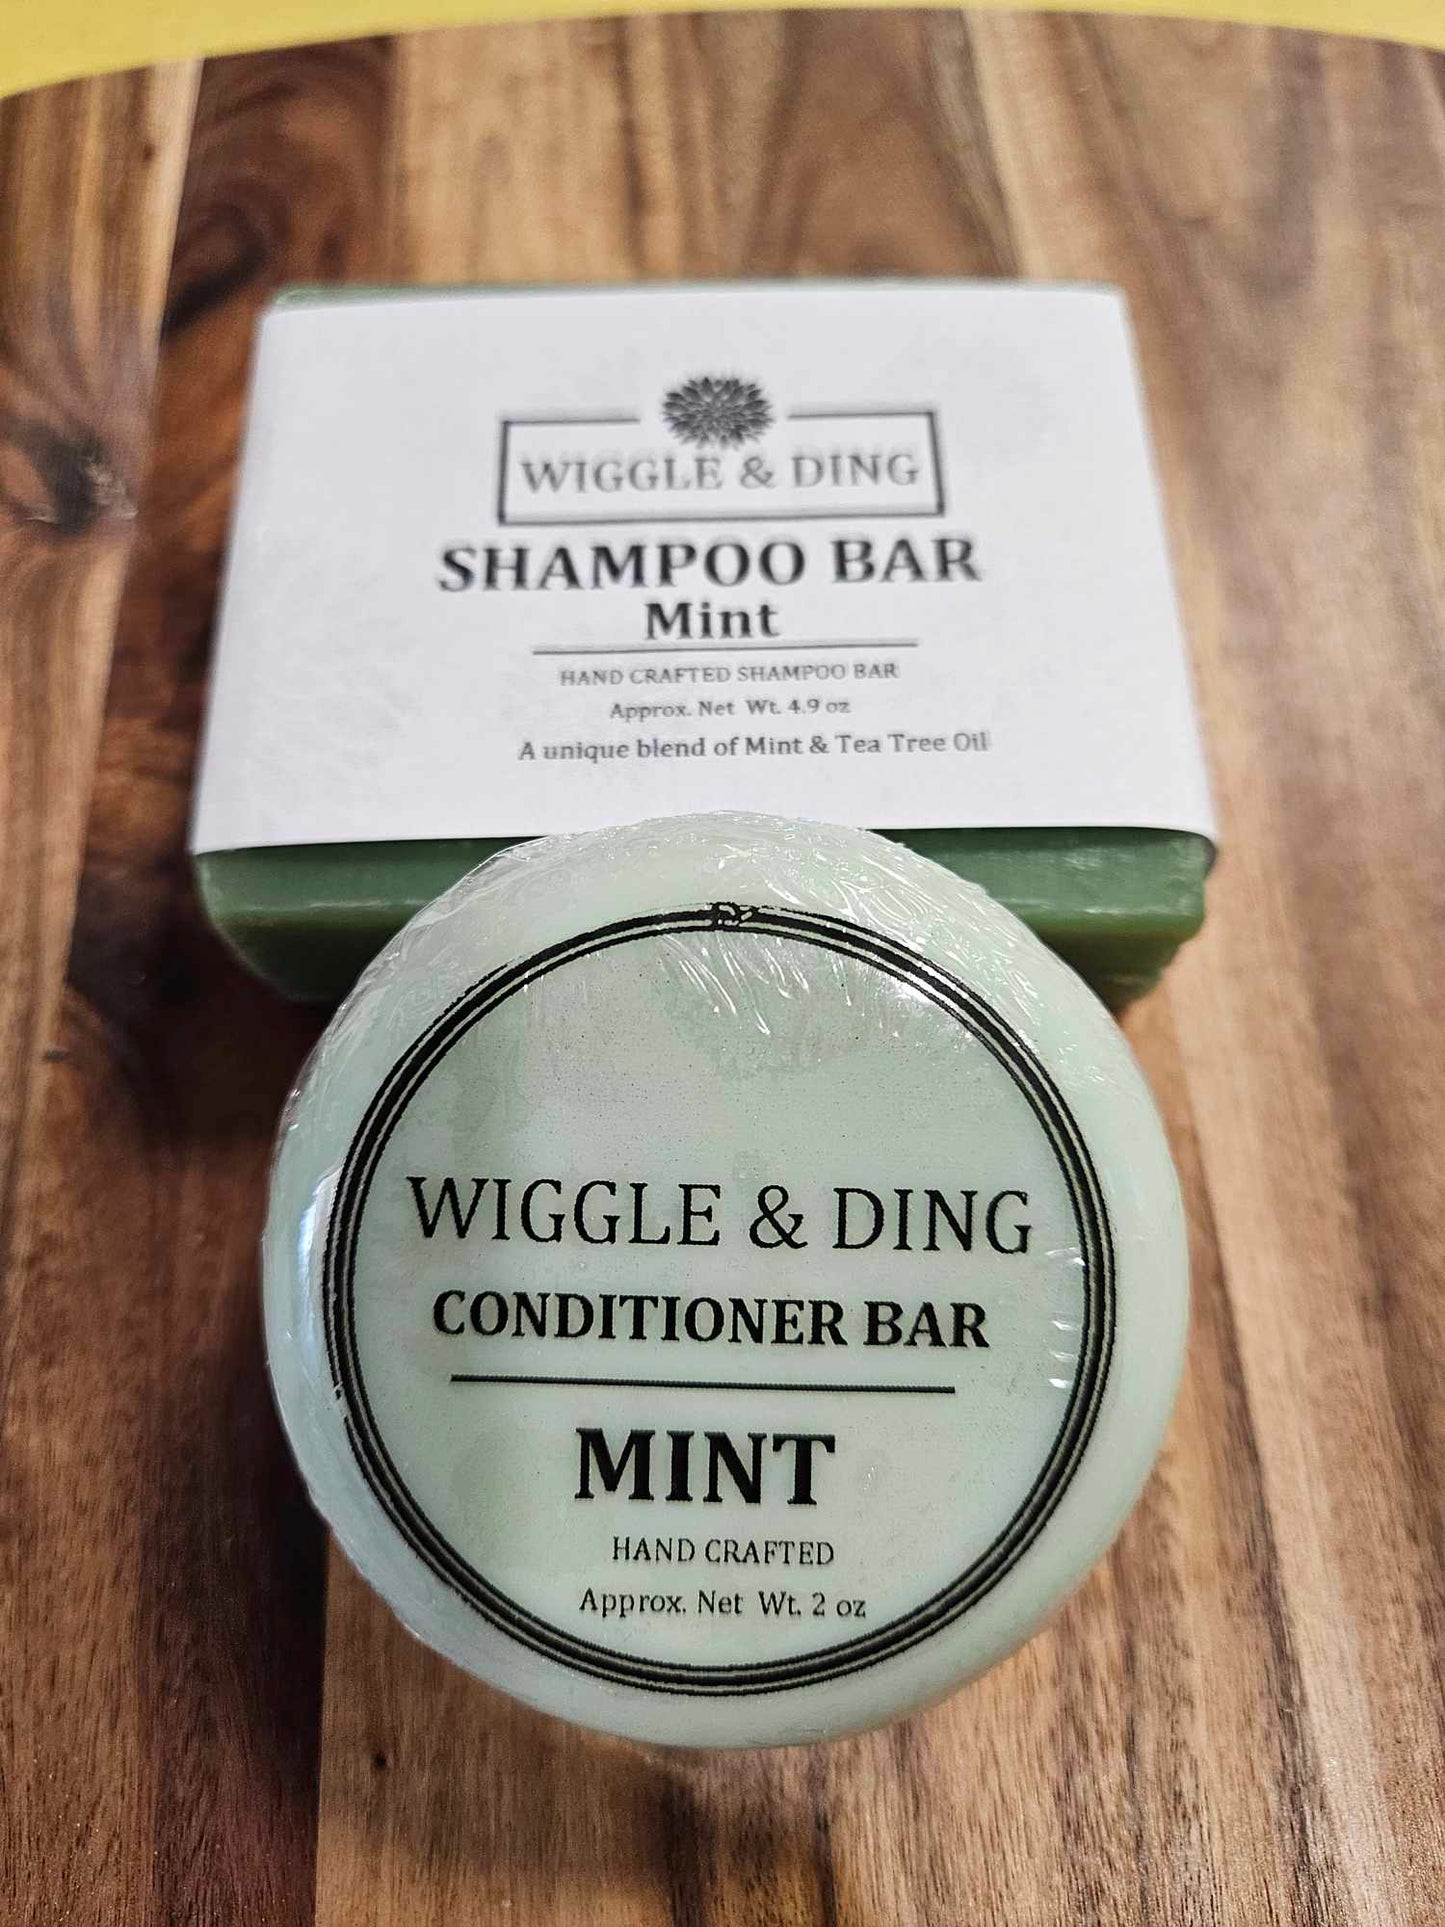 WIGGLE & DING
SHAMPOO BAR
Mint
HAND CRAFTED SHAMPOO BAR
Approx. Net Wt. 4.9 oz
A unique blend of Mint & Tea Tree Oil
WIGGLE & DING
CONDITIONER BAR
MINT
HAND CRAFTED
Approx. Net Wt. 2 oz